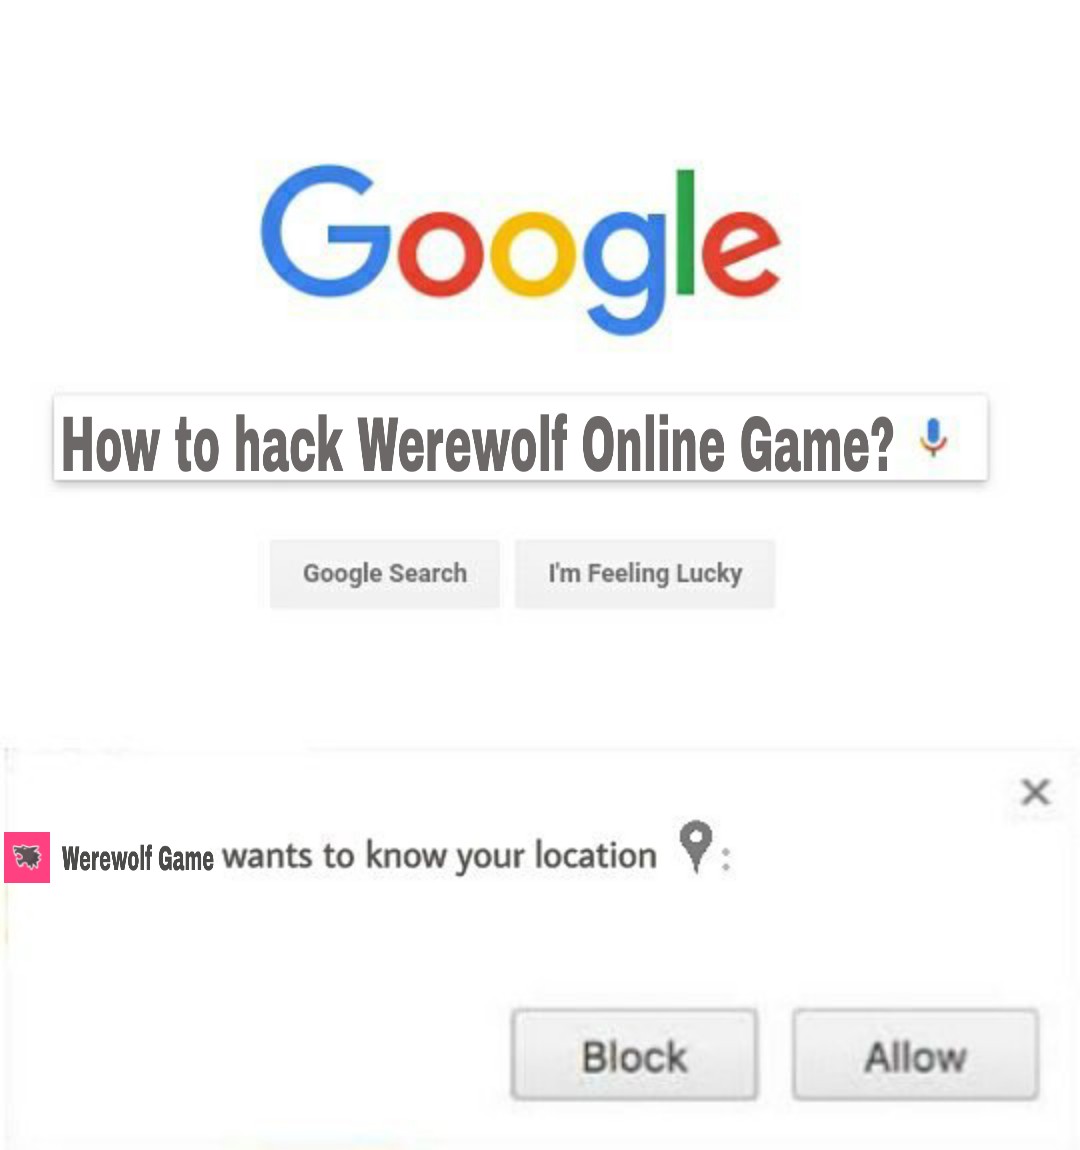 Google
How to hack Werewolf Online Game?
Google Search
I'm Feeling Lucky
Werewolf Game wants to know your location :
Block
Allow